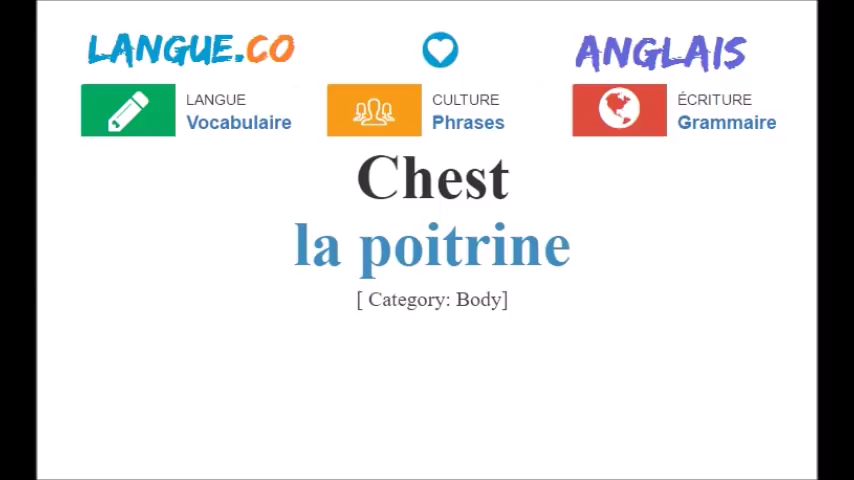 LANGUE.CO
ANGLAIS
LANGUE
Vocabulaire
CULTURE
Phrases
ÉCRITURE
Grammaire
Chest
la poitrine
[ Category: Body]